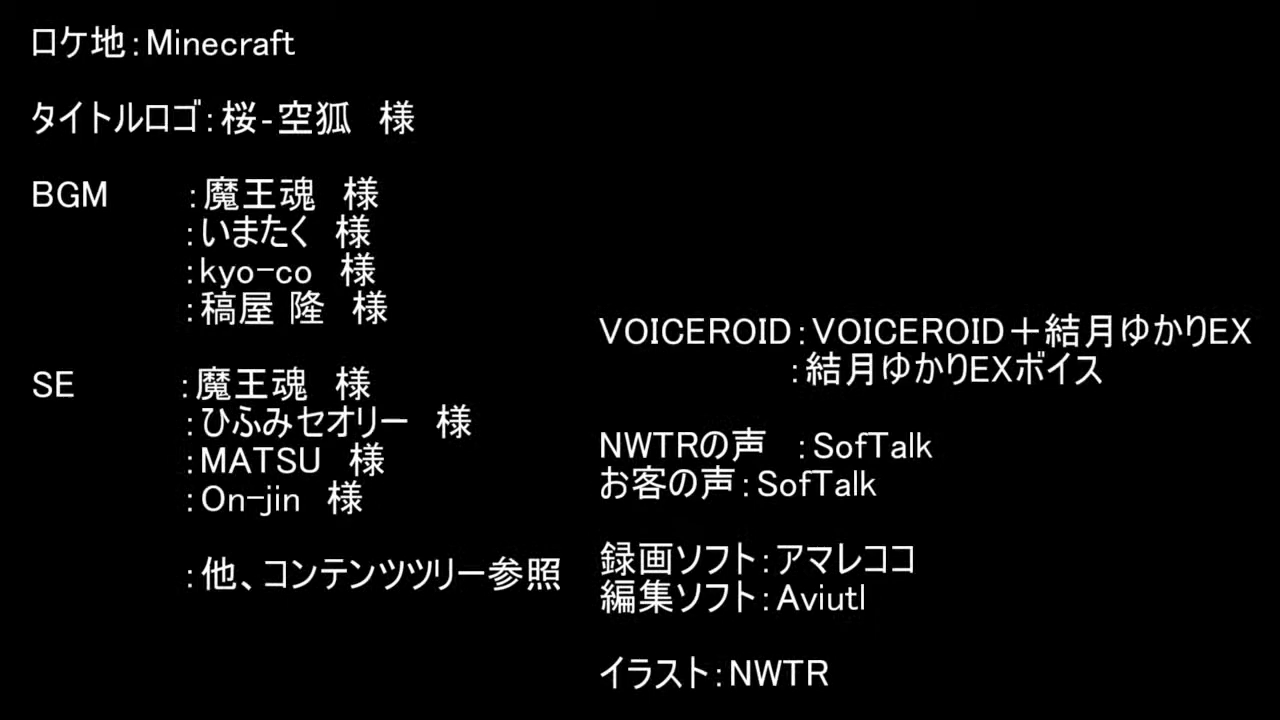 ロケ地：Minecraft
タイトルロゴ：桜-空狐　様
BGM　　：魔王魂　様
：いまたく　様
：kyo-co　様
：稿屋 隆　様
SE　　　：魔王魂　様
：ひふみセオリー　様
：MATSU　様
：On-jin　様
：他、コンテンツツリー参照
VOICEROID：VOICEROID＋結月ゆかりEX
：結月ゆかりEXボイス
NWTRの声　：SofTalk
お客の声：SofTalk
録画ソフト：アマレココ
編集ソフト：Aviutl
イラスト：NWTR